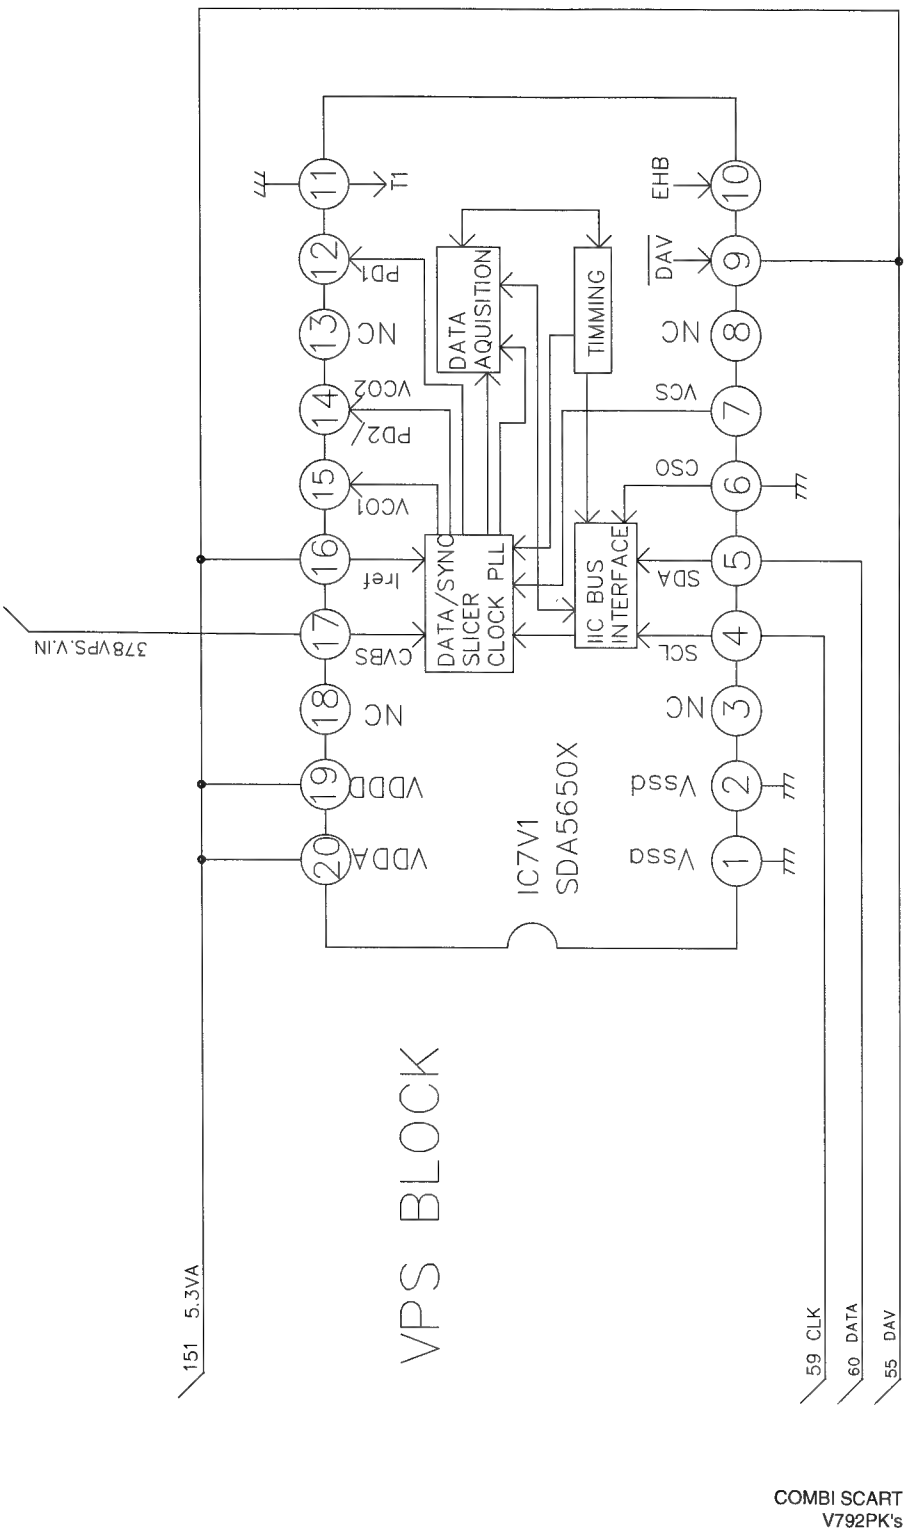 378VPS.V.IN
11
12
13
14
15
16
17
18
19
20
T1
PD1
NC
VCO2
PD2/
VCO1
Iref
CVBS
NC
VDDD
VDDA
DATA
AQUISITION
TIMMING
DATA/SYNC
SLICER
CLOCK PLL
IIC BUS
INTERFACE
IC7V1
SDA5650X
EHB
DAV
NC
VCS
CSO
SDA
SCL
NC
Vssd
Vssa
10
9
8
7
6
5
4
3
2
1
VPS BLOCK
151 5.3VA
59 CLK
60 DATA
55 DAV
COMBI SCART
V792PK's